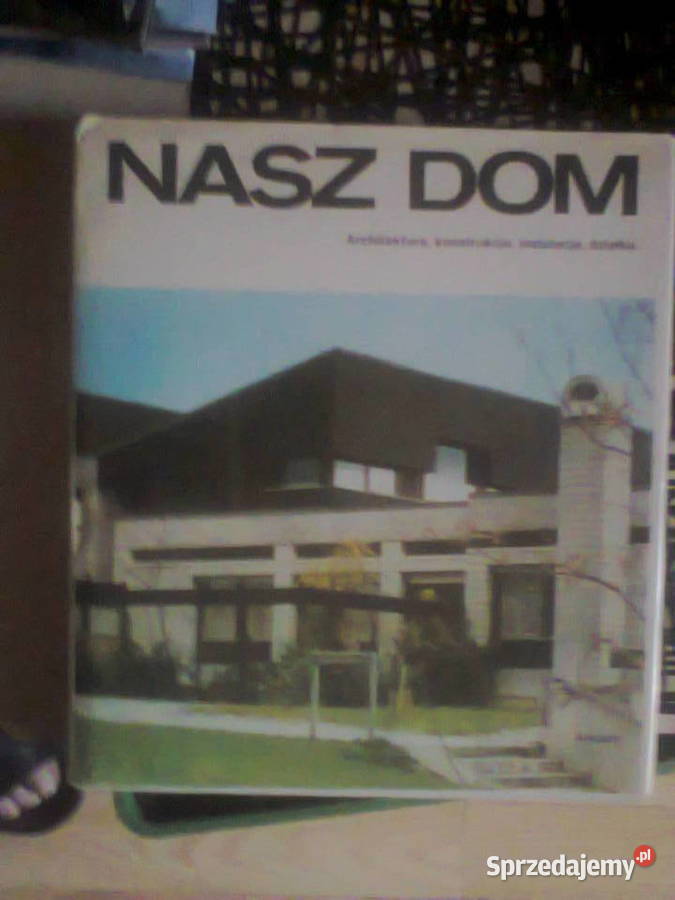 NASZ DOM
Architektura, konstrukcja, instalacje, działka
Sprzedajemy.pl